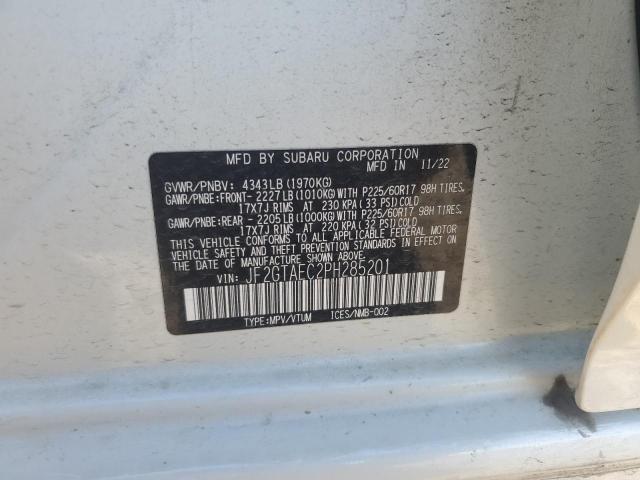 MFD BY SUBARU CORPORATION
MFD IN 11/22
GVWR/PNBV: 4343LB (1970KG)
GAWR/PNBE:FRONT- 2227LB (1010KG)WITH P225/60R17 98H TIRES,
17X7J RIMS AT 230 KPA (33 PSI)COLD
GAWR/PNBE:REAR - 2205LB (1000KG)WITH P225/60R17 98H TIRES,
17X7J RIMS AT 220 KPA (32 PSI)COLD
THIS VEHICLE CONFORMS TO ALL APPLICABLE FEDERAL MOTOR
VEHICLE SAFETY AND THEFT PREVENTION STANDARDS IN EFFECT
ON THE DATE OF MANUFACTURE SHOWN ABOVE.
VIN: JF2GTAEC2PH285201
TYPE:MPV/VTUM ICES/NMB-002